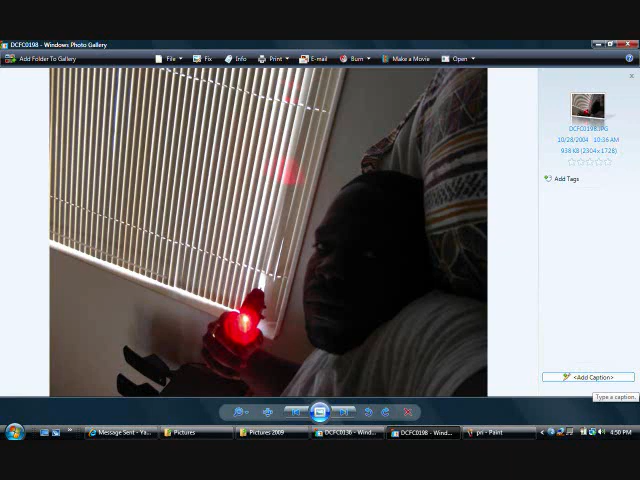 DCFC0198 - Windows Photo Gallery
Add Folder To Gallery
File
Fix
Info
Print
E-mail
Burn
Make a Movie
Open
DCFC0198.JPG
10/28/2004 10:36 AM
938 KB (2304x1728)
Add Tags
<Add Caption>
Type a caption.
Message Sent - Ya...
Pictures
Pictures 2009
DCFC0136 - Wind...
DCFC0198 - Wind...
pri - Paint
4:50 PM